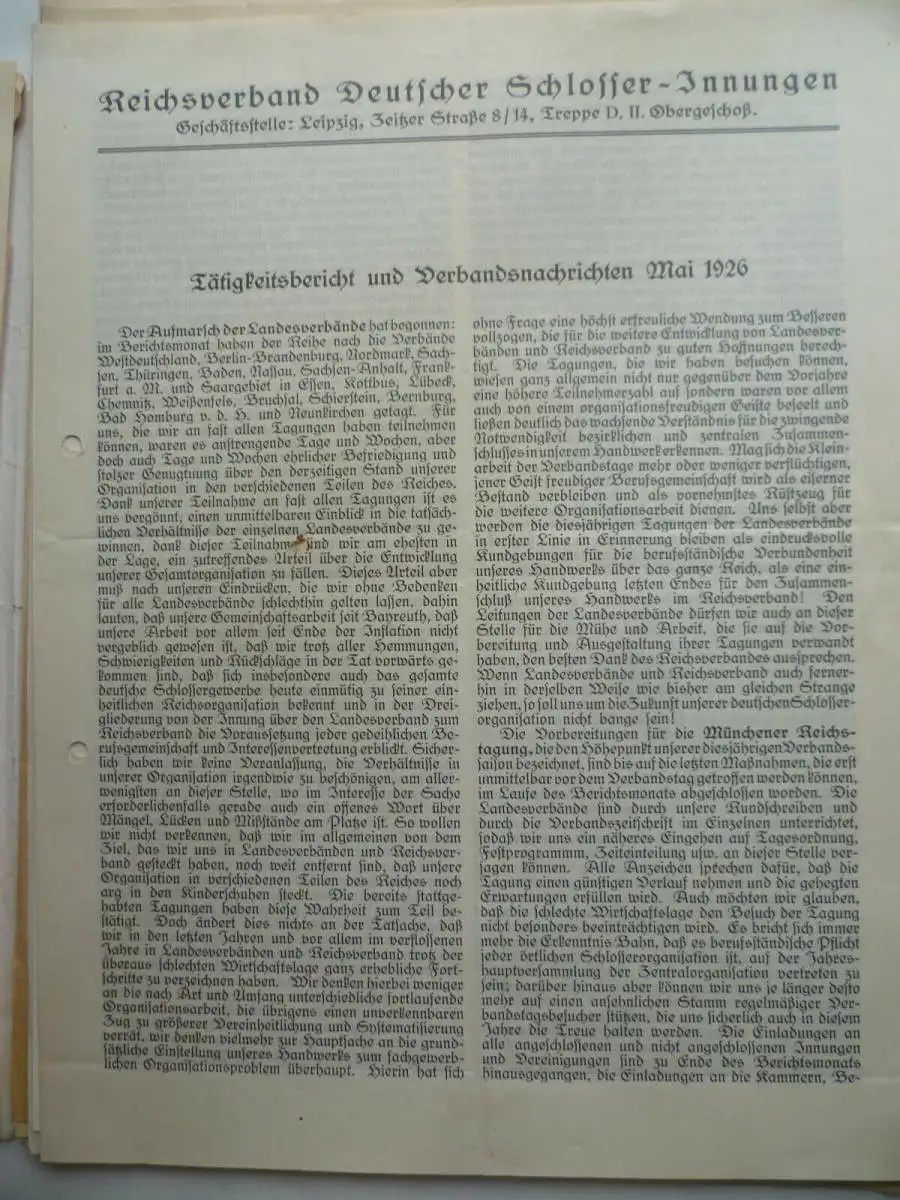 Reichsverband Deutscher Schlosser-Innungen
Geschäftsstelle: Leipzig, Zeitzer Straße 8/14, Treppe D, II. Obergeschoß.
Tätigkeitsbericht und Verbandsnachrichten Mai 1926
Der Aufmarsch der Landesverbände hat begonnen:
im Berichtsmonat haben der Reihe nach die Verbände
Westdeutschland, Berlin-Brandenburg, Nordmark, Sach-
sen, Thüringen, Baden, Nassau, Sachsen-Anhalt, Frank-
furt a. M. und Saargebiet in Essen, Kottbus, Lübeck,
Chemnitz, Weißenfels, Bruchsal, Schierstein, Bernburg,
Bad Homburg v. d. H. und Neunkirchen getagt. Für
uns, die wir an fast allen Tagungen haben teilnehmen
können, waren es anstrengende Tage und Wochen, aber
doch auch Tage und Wochen ehrlicher Befriedigung und
stolzer Genugtuung über den derzeitigen Stand unserer
Organisation in den verschiedenen Teilen des Reiches.
Dank unserer Teilnahme an fast allen Tagungen ist es
uns vergönnt, einen unmittelbaren Einblick in die tatsäch-
lichen Verhältnisse der einzelnen Landesverbände zu ge-
winnen, dank dieser Teilnahme sind wir am ehesten in
der Lage, ein zutreffendes Urteil über die Entwicklung
unserer Gesamtorganisation zu fällen. Dieses Urteil aber
muß nach unseren Eindrücken, die wir ohne Bedenken
für alle Landesverbände schlechthin gelten lassen, dahin
lauten, daß unsere Gemeinschaftsarbeit seit Bayreuth, daß
unsere Arbeit vor allem seit Ende der Inflation nicht
vergeblich gewesen ist, daß wir trotz aller Hemmungen,
Schwierigkeiten und Rückschläge in der Tat vorwärts ge-
kommen sind, daß sich insbesondere auch das gesamte
deutsche Schlossergewerbe heute einmütig zu seiner ein-
heitlichen Reichsorganisation bekennt und in der Drei-
gliederung von der Innung über den Landesverband zum
Reichsverband die Voraussetzung jeder gedeihlichen Be-
rufsgemeinschaft und Interessenvertretung erblickt. Sicher-
lich haben wir keine Veranlassung, die Verhältnisse in
unserer Organisation irgendwie zu beschönigen, am aller-
wenigsten an dieser Stelle, wo im Interesse der Sache
erforderlichenfalls gerade auch ein offenes Wort über
Mängel, Lücken und Mißstände am Platze ist. So wollen
wir nicht verkennen, daß wir im allgemeinen von dem
Ziel, das wir uns in Landesverbänden und Reichsver-
band gesteckt haben, noch weit entfernt sind, daß unsere
Organisation in verschiedenen Teilen des Reiches noch
arg in den Kinderschuhen steckt. Die bereits stattge-
habten Tagungen haben diese Wahrheit zum Teil be-
stätigt. Doch ändert dies nichts an der Tatsache, daß
wir in den letzten Jahren und vor allem im verflossenen
Jahre in Landesverbänden und Reichsverband trotz der
überaus schlechten Wirtschaftslage ganz erhebliche Fort-
schritte zu verzeichnen haben. Wir denken hierbei weniger
an die nach Art und Umfang unterschiedliche fortlaufende
Organisationsarbeit, die übrigens einen unverkennbaren
Zug zu größerer Vereinheitlichung und Systematisierung
verrät, wir denken vielmehr zur Hauptsache an die grund-
sätzliche Einstellung unseres Handwerks zum fachgewerb-
lichen Organisationsproblem überhaupt. Hierin hat sich
ohne Frage eine höchst erfreuliche Wendung zum Besseren
vollzogen, die für die weitere Entwicklung von Landesver-
bänden und Reichsverband zu guten Hoffnungen berech-
tigt. Die Tagungen, die wir haben besuchen können,
wiesen ganz allgemein nicht nur gegenüber dem Vorjahre
eine höhere Teilnehmerzahl auf sondern waren vor allem
auch von einem organisationsfreudigen Geiste beseelt und
ließen deutlich das wachsende Verständnis für die zwingende
Notwendigkeit bezirklichen und zentralen Zusammen-
schlusses in unserem Handwerk erkennen. Mag sich die Klein-
arbeit der Verbandstage mehr oder weniger verflüchtigen,
jener Geist freudiger Berufsgemeinschaft wird als eiserner
Bestand verbleiben und als vornehmstes Rüstzeug für
die weitere Organisationsarbeit dienen. Uns selbst aber
werden die diesjährigen Tagungen der Landesverbände
in erster Linie in Erinnerung bleiben als eindrucksvolle
Kundgebungen für die berufsständische Verbundenheit
unseres Handwerks über das ganze Reich, als eine ein-
heitliche Kundgebung letzten Endes für den Zusammen-
schluß unseres Handwerks im Reichsverband! Den
Leitungen der Landesverbände dürfen wir auch an dieser
Stelle für die Mühe und Arbeit, die sie auf die Vor-
bereitung und Ausgestaltung ihrer Tagungen verwandt
haben, den besten Dank des Reichsverbandes aussprechen.
Wenn Landesverbände und Reichsverband auch ferner-
hin in derselben Weise wie bisher am gleichen Strange
ziehen, so soll uns um die Zukunft unserer deutschen Schlosser-
organisation nicht bange sein!
Die Vorbereitungen für die Münchener Reichs-
tagung, die den Höhepunkt unserer diesjährigen Verbands-
saison bezeichnet, sind bis auf die letzten Maßnahmen, die erst
unmittelbar vor dem Verbandstag getroffen werden können,
im Laufe des Berichtsmonats abgeschlossen worden. Die
Landesverbände sind durch unsere Rundschreiben und
durch die Verbandszeitschrift im Einzelnen unterrichtet,
sodaß wir uns ein näheres Eingehen auf Tagesordnung,
Festprogramm, Zeiteinteilung usw. an dieser Stelle ver-
sagen können. Alle Anzeichen sprechen dafür, daß die
Tagung einen günstigen Verlauf nehmen und die gehegten
Erwartungen erfüllen wird. Auch möchten wir glauben,
daß die schlechte Wirtschaftslage den Besuch der Tagung
nicht besonders beeinträchtigen wird. Es bricht sich immer
mehr die Erkenntnis Bahn, daß es berufsständische Pflicht
jeder örtlichen Schlosserorganisation ist, auf der Jahres-
hauptversammlung der Zentralorganisation vertreten zu
sein; darüber hinaus aber können wir uns je länger desto
mehr auf einen ansehnlichen Stamm regelmäßiger Ver-
bandstagsbesucher stützen, die uns sicherlich auch in diesem
Jahre die Treue halten werden. Die Einladungen an
alle angeschlossenen und nicht angeschlossenen Innungen
und Vereinigungen sind zu Ende des Berichtsmonats
hinausgegangen, die Einladungen an die Kammern, Be-